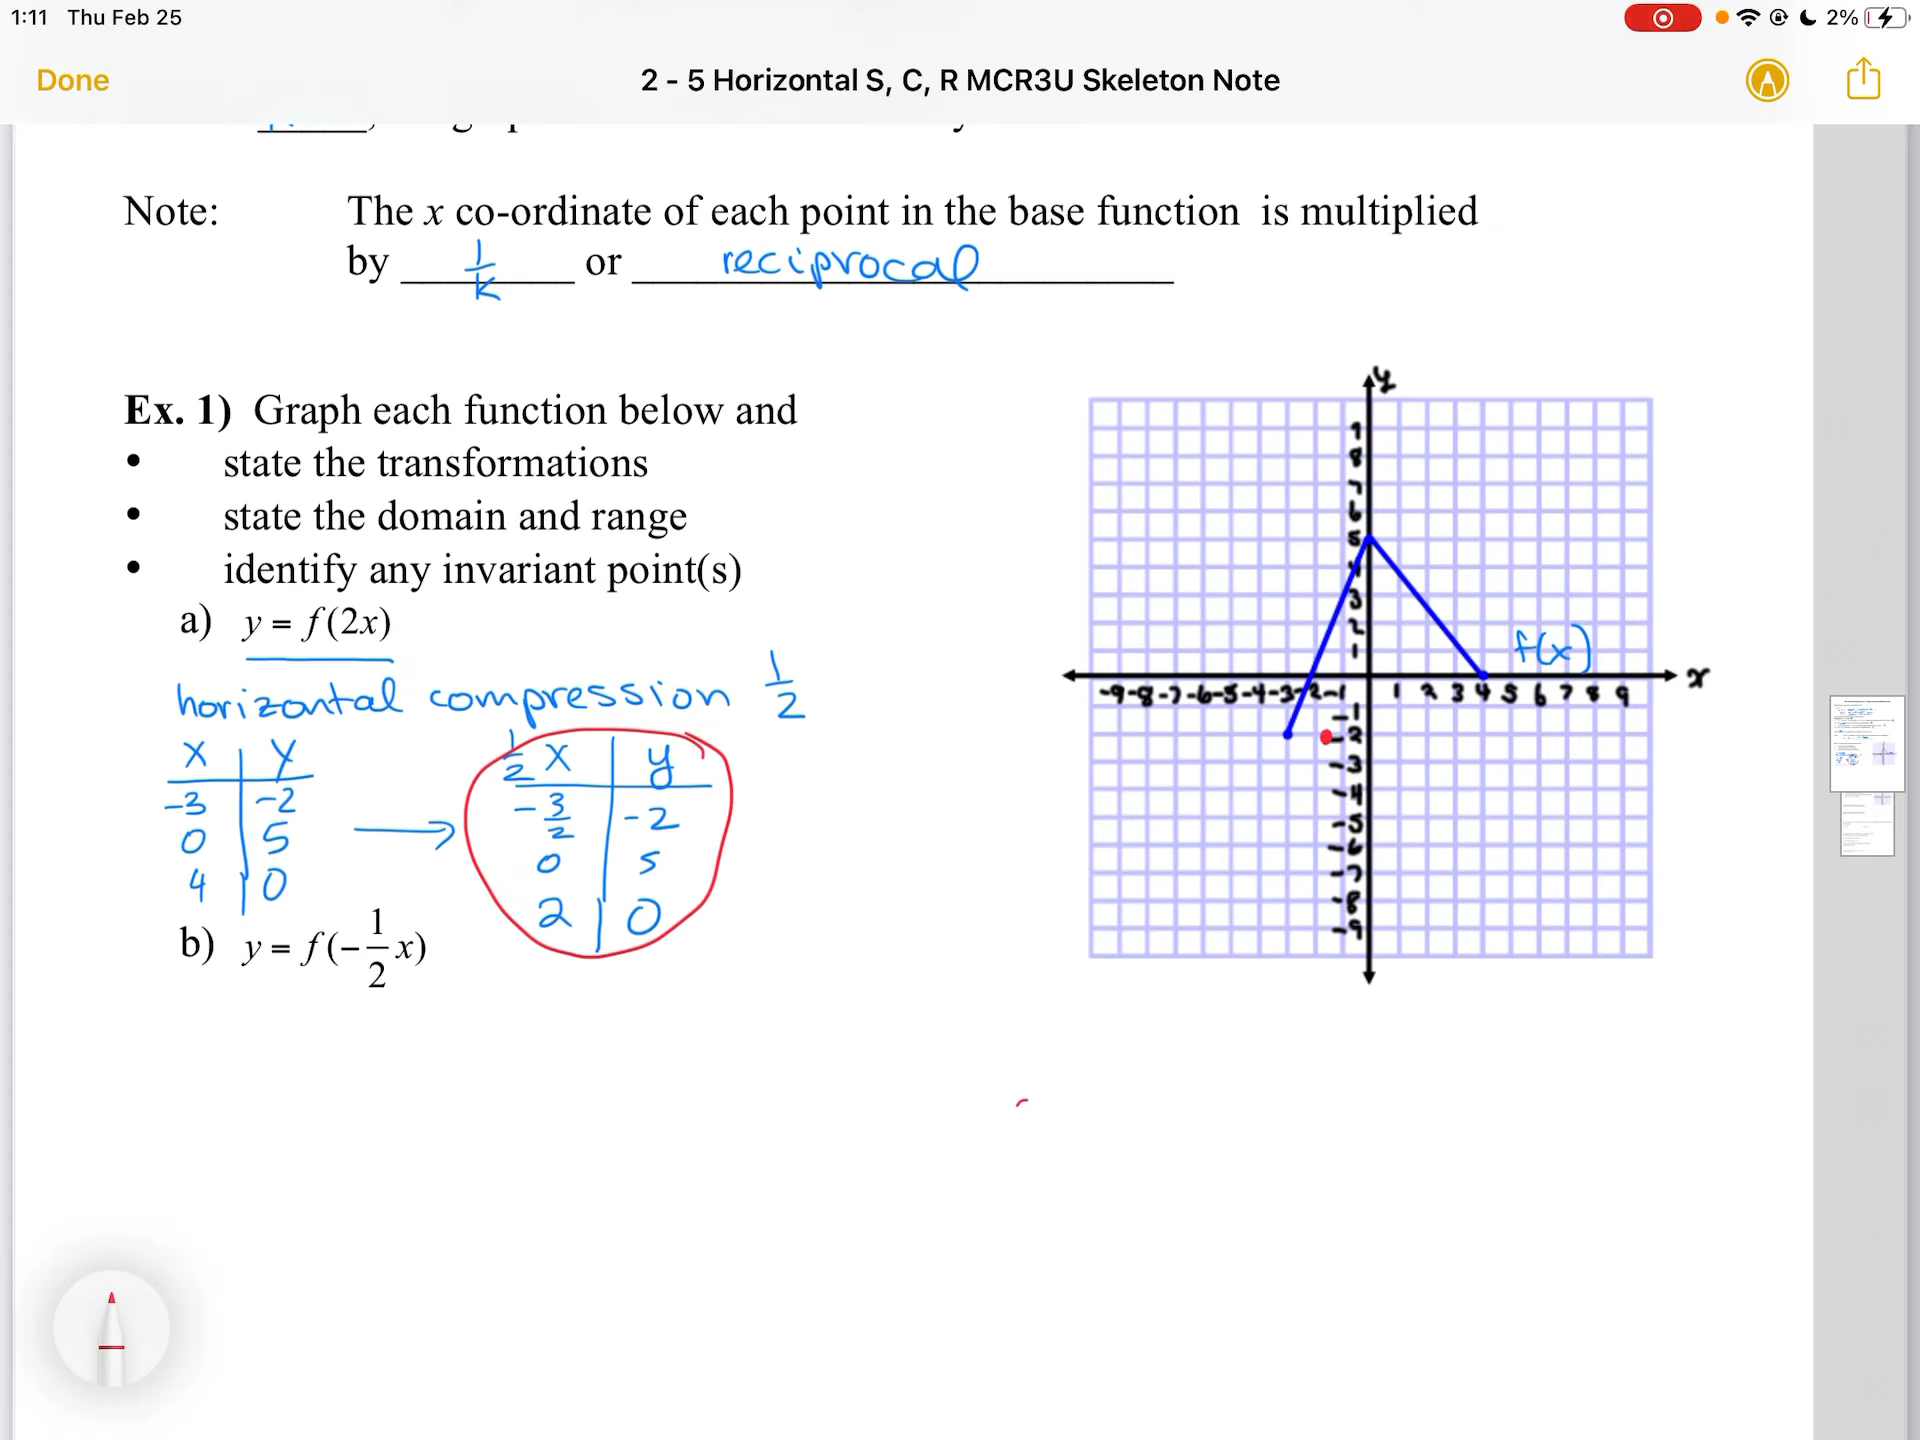 1:11 Thu Feb 25
2%
Done
2 - 5 Horizontal S, C, R MCR3U Skeleton Note
Note: The x co-ordinate of each point in the base function is multiplied
by 1/k or reciprocal
Ex. 1) Graph each function below and
• state the transformations
• state the domain and range
• identify any invariant point(s)
a) y = f(2x)
horizontal compression 1/2
x y
-3 -2
0 5
4 0
1/2 x y
-3/2 -2
0 5
2 0
b) y = f(-1/2 x)
y
9
8
7
6
5
4
3
2
1
f(x)
-9 -8 -7 -6 -5 -4 -3 -2 -1 1 2 3 4 5 6 7 8 9 x
-1
-2
-3
-4
-5
-6
-7
-8
-9